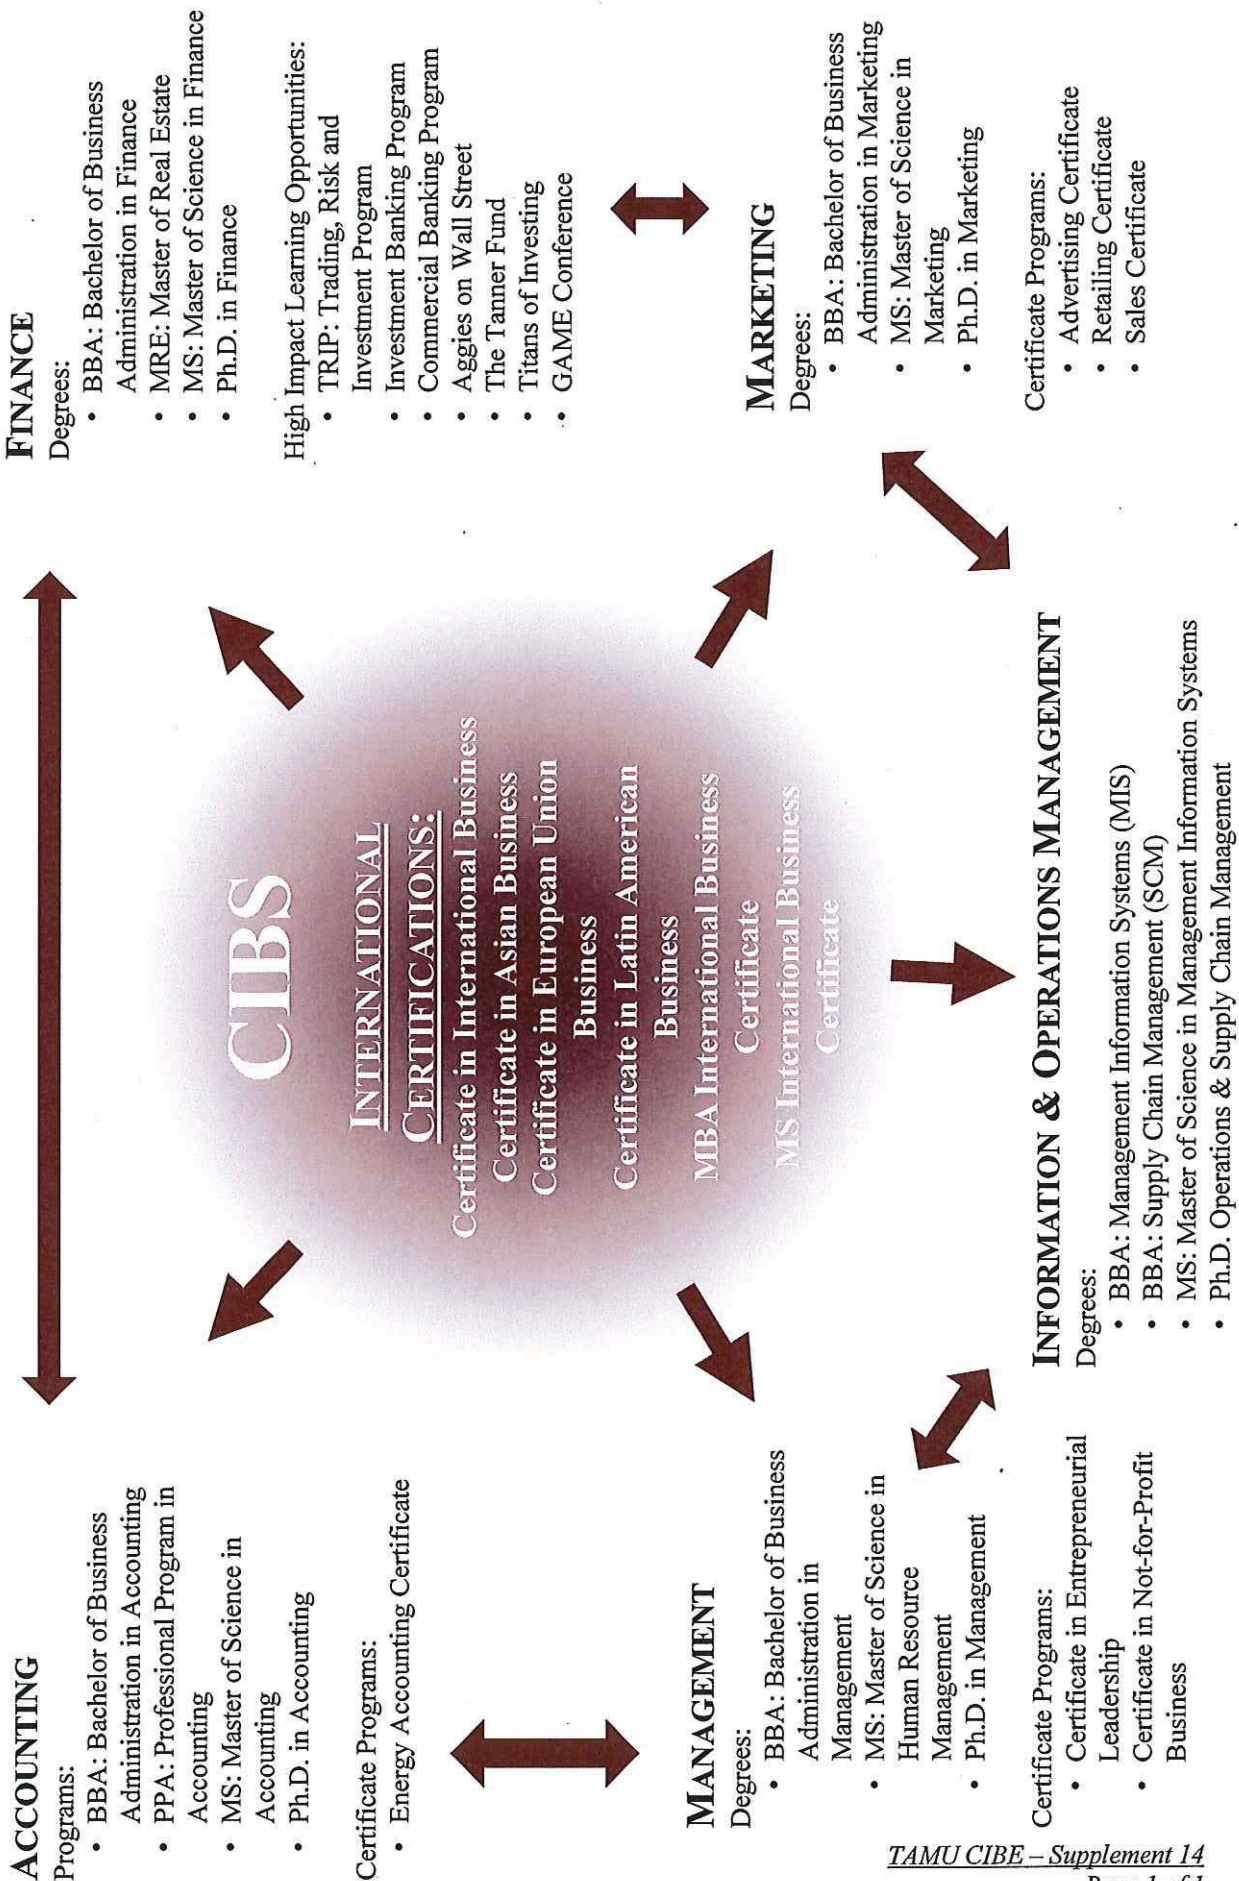 ACCOUNTING
Programs:
• BBA: Bachelor of Business
Administration in Accounting
• PPA: Professional Program in
Accounting
• MS: Master of Science in
Accounting
• Ph.D. in Accounting
Certificate Programs:
• Energy Accounting Certificate
FINANCE
Degrees:
• BBA: Bachelor of Business
Administration in Finance
• MRE: Master of Real Estate
• MS: Master of Science in Finance
• Ph.D. in Finance
High Impact Learning Opportunities:
• TRIP: Trading, Risk and
Investment Program
• Investment Banking Program
• Commercial Banking Program
• Aggies on Wall Street
• The Tanner Fund
• Titans of Investing
• GAME Conference
CIBS
INTERNATIONAL
CERTIFICATIONS:
Certificate in International Business
Certificate in Asian Business
Certificate in European Union
Business
Certificate in Latin American
Business
MBA International Business
Certificate
MS International Business
Certificate
MANAGEMENT
Degrees:
• BBA: Bachelor of Business
Administration in
Management
• MS: Master of Science in
Human Resource
Management
• Ph.D. in Management
Certificate Programs:
• Certificate in Entrepreneurial
Leadership
• Certificate in Not-for-Profit
Business
MARKETING
Degrees:
• BBA: Bachelor of Business
Administration in Marketing
• MS: Master of Science in
Marketing
• Ph.D. in Marketing
Certificate Programs:
• Advertising Certificate
• Retailing Certificate
• Sales Certificate
INFORMATION & OPERATIONS MANAGEMENT
Degrees:
• BBA: Management Information Systems (MIS)
• BBA: Supply Chain Management (SCM)
• MS: Master of Science in Management Information Systems
• Ph.D. Operations & Supply Chain Management
TAMU CIBE – Supplement 14
Page 1 of 1